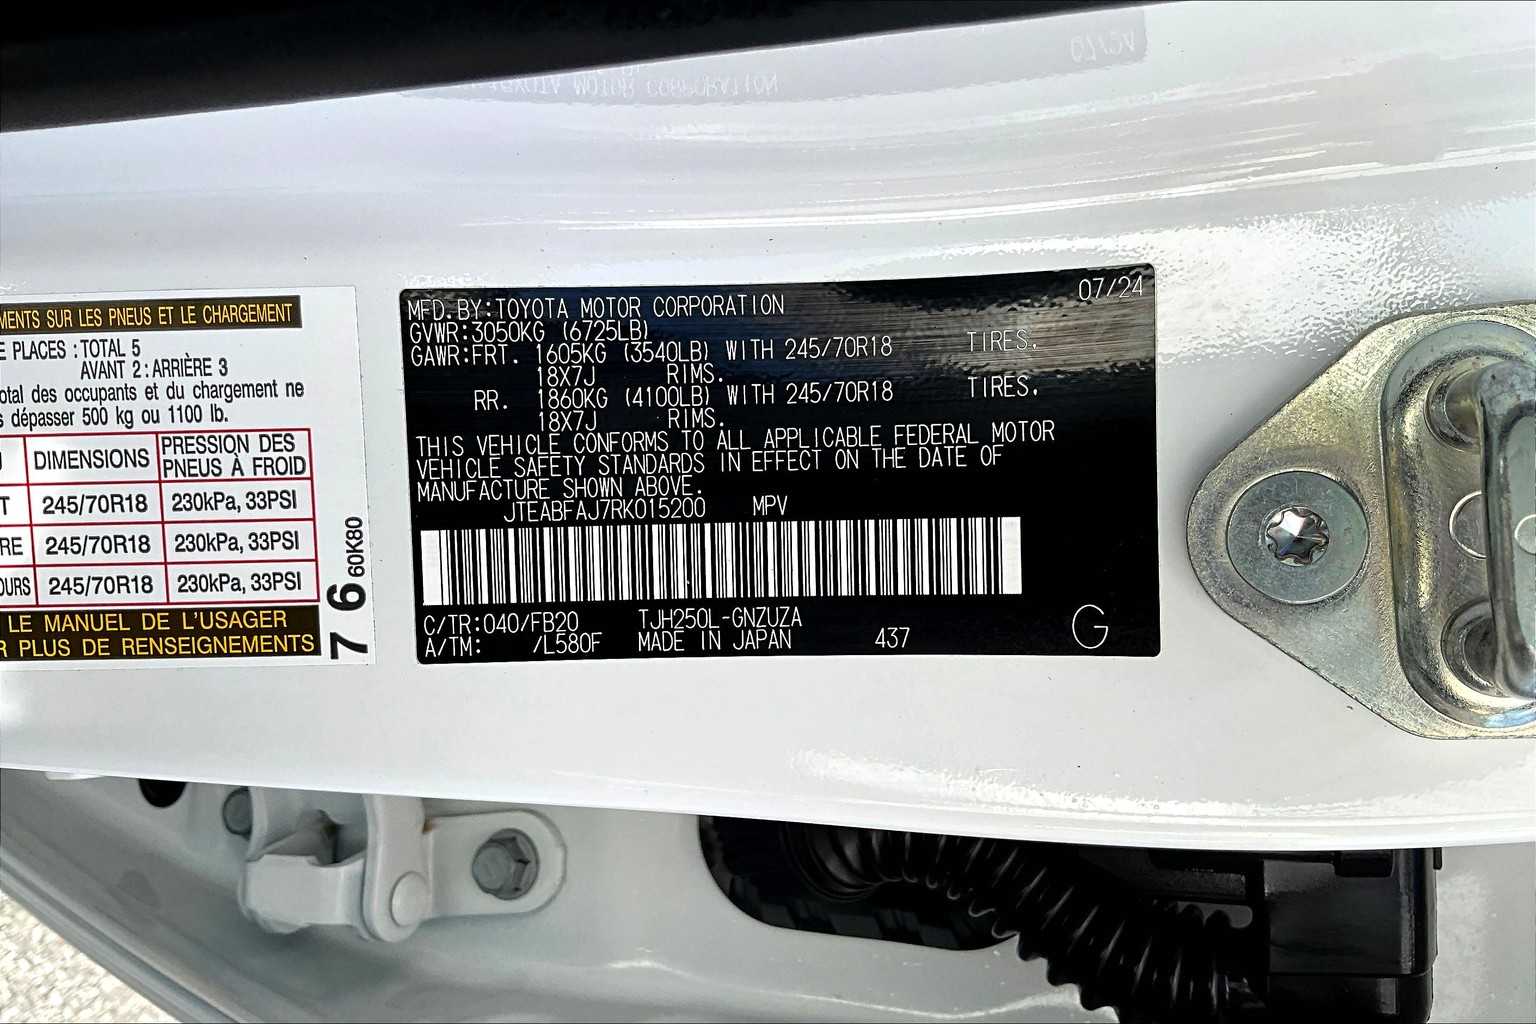 MENTS SUR LES PNEUS ET LE CHARGEMENT
E PLACES : TOTAL 5
AVANT 2 : ARRIÈRE 3
otal des occupants et du chargement ne
s dépasser 500 kg ou 1100 lb.
DIMENSIONS PRESSION DES PNEUS À FROID
T 245/70R18 230kPa, 33PSI
RE 245/70R18 230kPa, 33PSI
OURS 245/70R18 230kPa, 33PSI
LE MANUEL DE L'USAGER
R PLUS DE RENSEIGNEMENTS
76 60K80
07/24
MFD. BY: TOYOTA MOTOR CORPORATION
GVWR: 3050KG (6725LB)
GAWR: FRT. 1605KG (3540LB) WITH 245/70R18 TIRES.
18X7J RIMS.
RR. 1860KG (4100LB) WITH 245/70R18 TIRES.
18X7J RIMS.
THIS VEHICLE CONFORMS TO ALL APPLICABLE FEDERAL MOTOR
VEHICLE SAFETY STANDARDS IN EFFECT ON THE DATE OF
MANUFACTURE SHOWN ABOVE.
JTEABFAJ7RK015200 MPV
C/TR: 040/FB20 TJH250L-GNZUZA
A/TM: /L580F MADE IN JAPAN 437
G